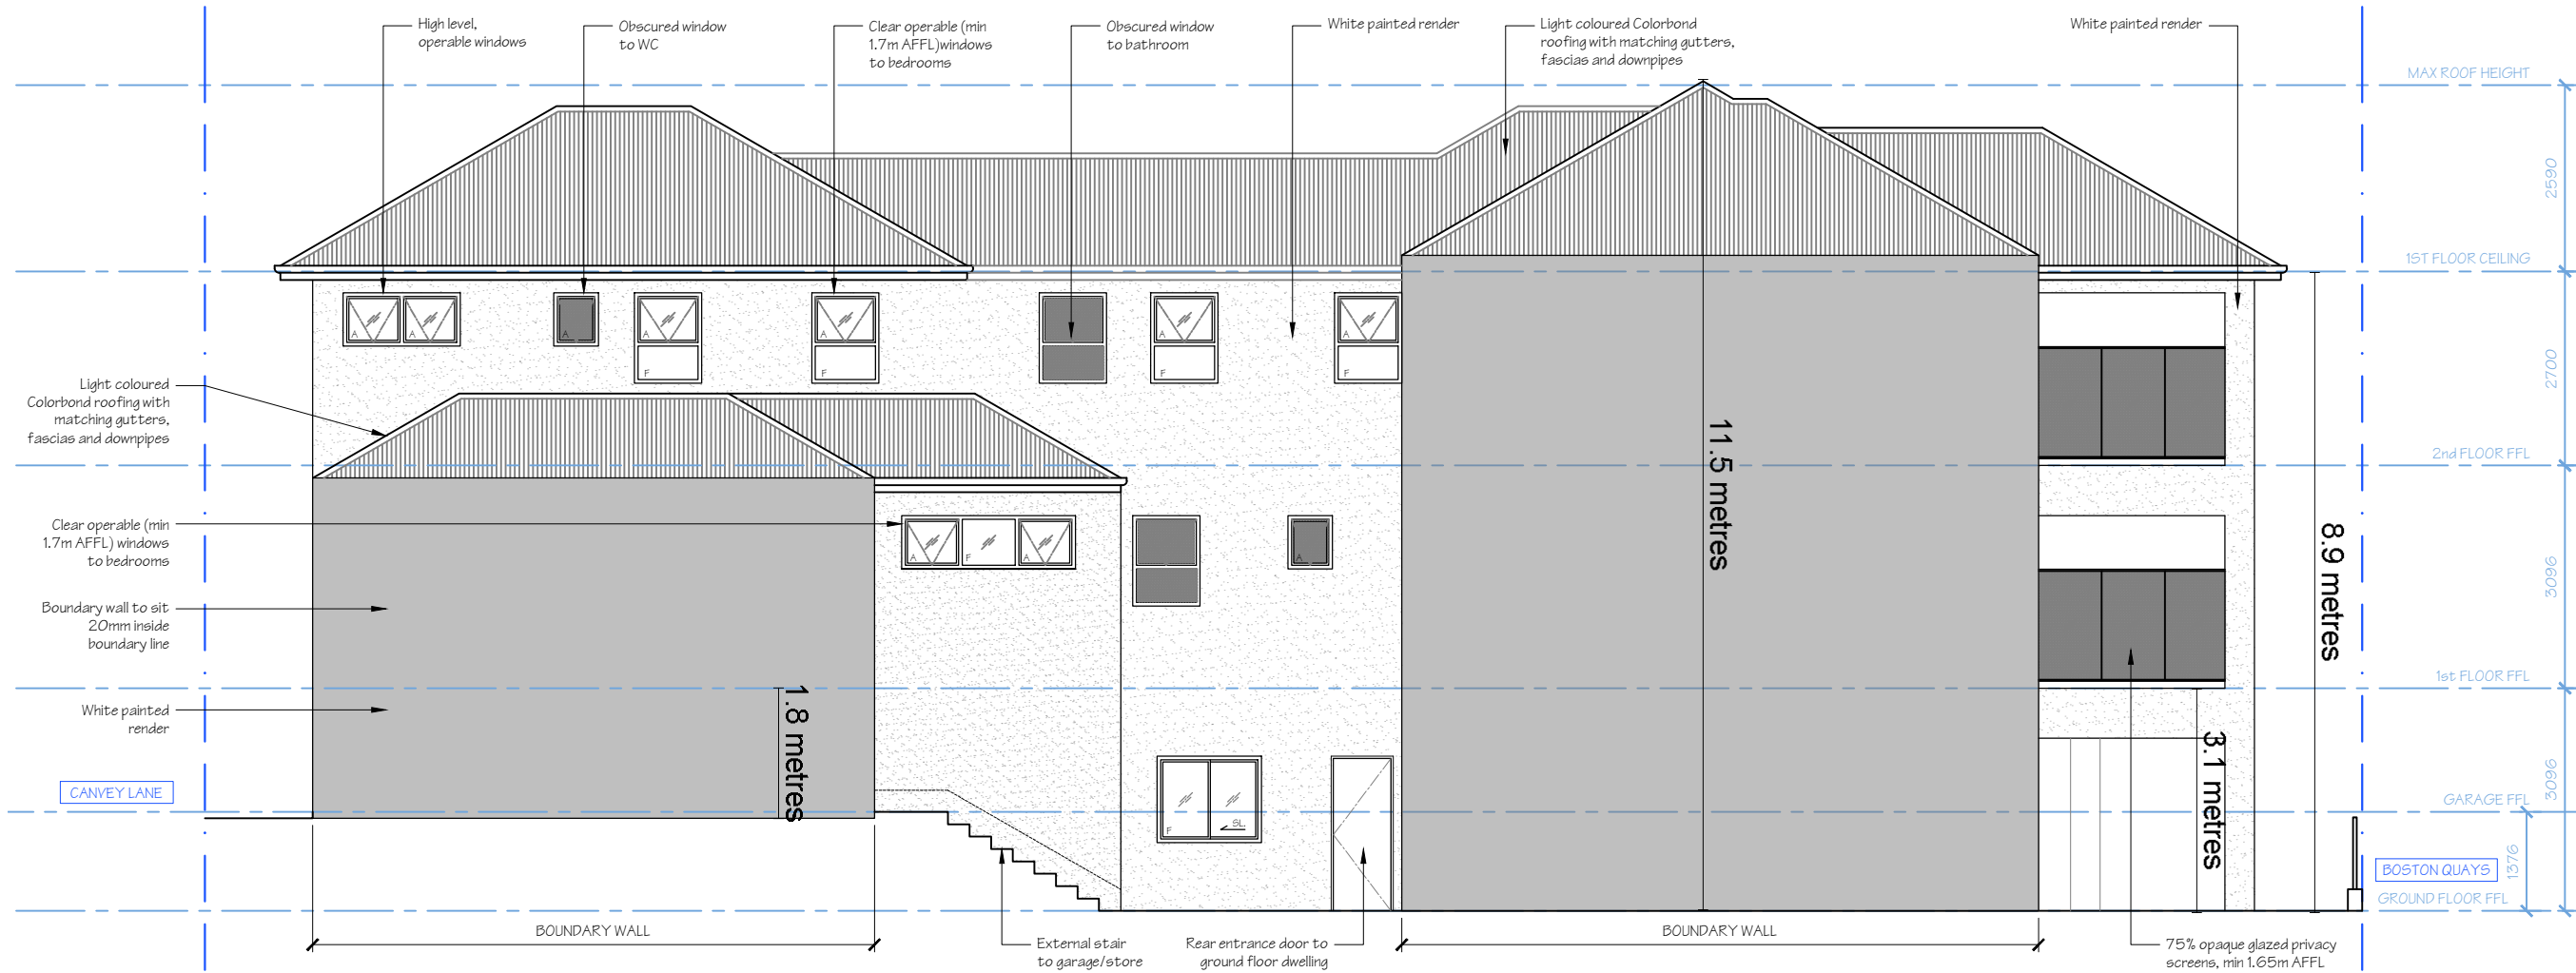 High level,
operable windows
Obscured window
to WC
Clear operable (min
1.7m AFFL)windows
to bedrooms
Obscured window
to bathroom
White painted render
Light coloured Colorbond
roofing with matching gutters,
fascias and downpipes
White painted render
MAX ROOF HEIGHT
2590
1ST FLOOR CEILING
A
A
A
A
F
A
F
A
F
A
F
2700
Light coloured
Colorbond roofing with
matching gutters,
fascias and downpipes
2nd FLOOR FFL
11.5 metres
8.9 metres
Clear operable (min
1.7m AFFL) windows
to bedrooms
A
F
A
A
3096
Boundary wall to sit
20mm inside
boundary line
1st FLOOR FFL
White painted
render
1.8 metres
3.1 metres
3096
CANVEY LANE
GARAGE FFL
F
SL.
1376
BOSTON QUAYS
GROUND FLOOR FFL
BOUNDARY WALL
BOUNDARY WALL
External stair
to garage/store
Rear entrance door to
ground floor dwelling
75% opaque glazed privacy
screens, min 1.65m AFFL